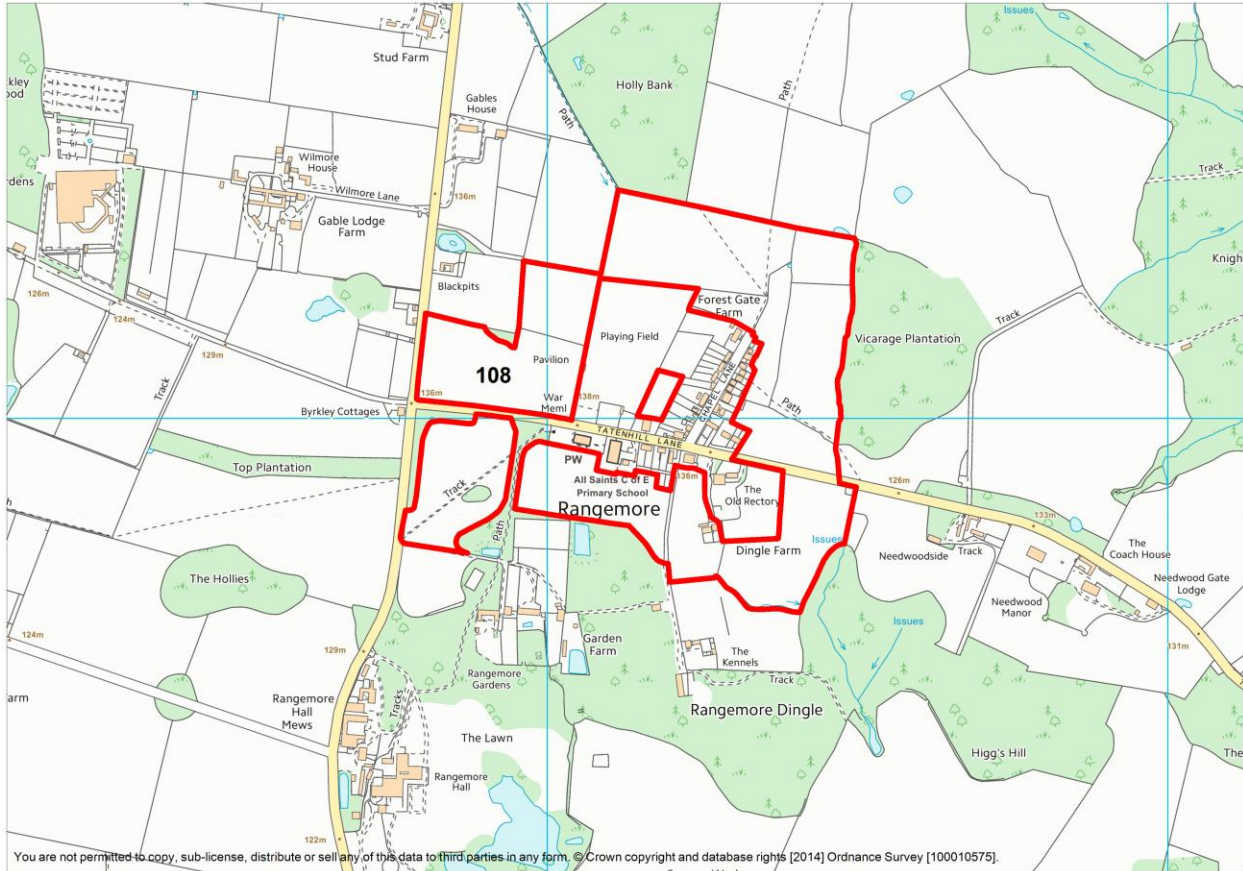 Issues
Stud Farm
Holly Bank
Path
Path
Gables
House
Wilmore
House
Wilmore Lane
136m
Gable Lodge
Farm
Track
126m
124m
129m
Blackpits
Forest Gate
Farm
Playing Field
Pavilion
Vicarage Plantation
Track
Track
108
136m
War
Meml
138m
CHAPEL LANE
Path
Byrkley Cottages
TATENHILL LANE
Top Plantation
PW
136m
126m
All Saints C of E
Primary School
Track
Rangemore
The
Old Rectory
133m
Path
Issues
Dingle Farm
Needwoodside
Track
The
Coach House
The Hollies
Needwood Gate
Lodge
Needwood
Manor
Issues
124m
129m
Garden
Farm
The
Kennels
131m
Rangemore
Gardens
Track
Rangemore
Hall
Mews
Tracks
Rangemore Dingle
The Lawn
Higg's Hill
Rangemore
Hall
122m
You are not permitted to copy, sub-license, distribute or sell any of this data to third parties in any form. © Crown copyright and database rights [2014] Ordnance Survey [100010575].